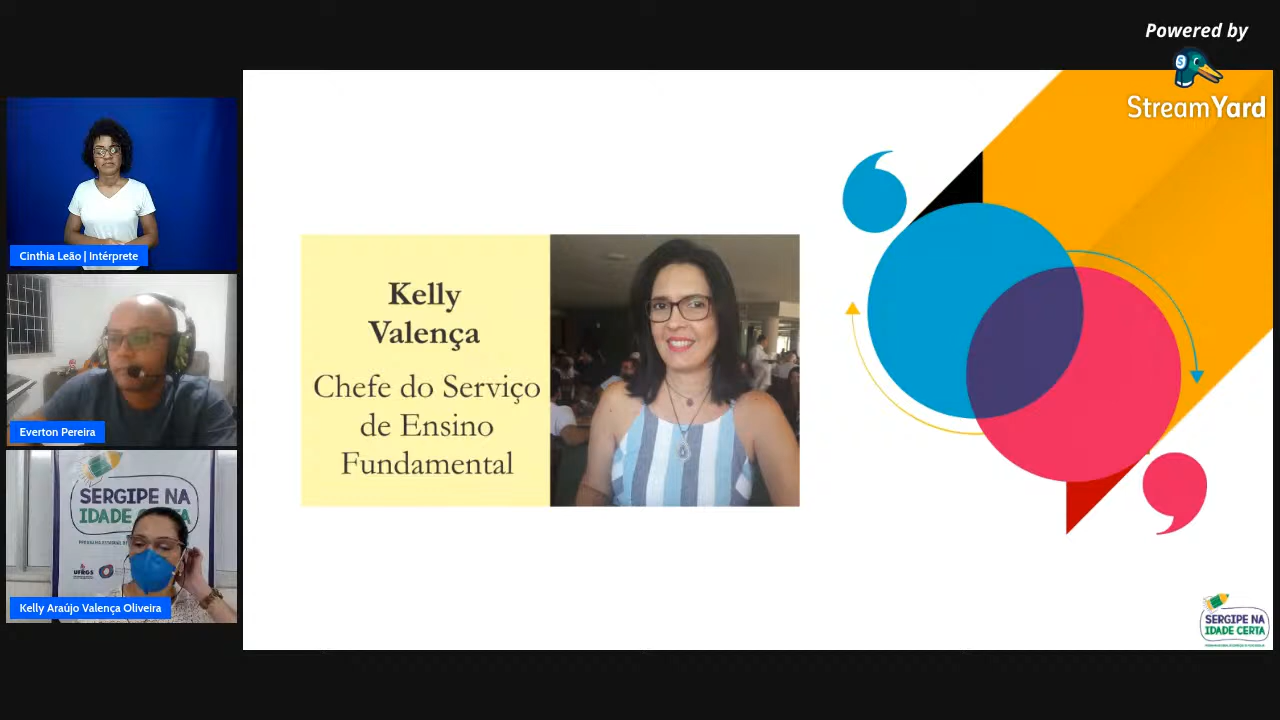 Powered by
StreamYard
Cinthia Leão | Intérprete
Everton Pereira
SERGIPE NA
IDADE CERTA
UFRGS
Kelly Araújo Valença Oliveira
Kelly
Valença
Chefe do Serviço
de Ensino
Fundamental
SERGIPE NA
IDADE CERTA